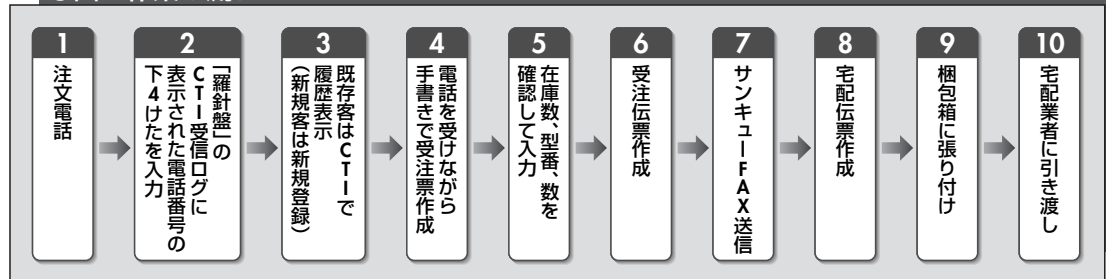 1
注文電話
2
「羅針盤」の
CTI受信ログに
表示された電話番号の
下4けたを入力
3
既存客はCTIで
履歴表示
(新規客は新規登録)
4
電話を受けながら
手書きで受注票作成
5
在庫数、型番、数を
確認して入力
6
受注伝票作成
7
サンキューFAX送信
8
宅配伝票作成
9
梱包箱に張り付け
10
宅配業者に引き渡し